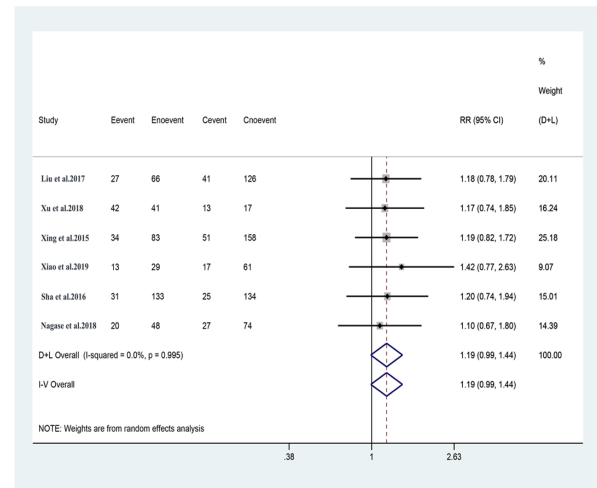 %
Weight
Study Eevent Enoevent Cevent Cnoevent RR (95% CI) (D+L)
Liu et al.2017 27 66 41 126 1.18 (0.78, 1.79) 20.11
Xu et al.2018 42 41 13 17 1.17 (0.74, 1.85) 16.24
Xing et al.2015 34 83 51 158 1.19 (0.82, 1.72) 25.18
Xiao et al.2019 13 29 17 61 1.42 (0.77, 2.63) 9.07
Sha et al.2016 31 133 25 134 1.20 (0.74, 1.94) 15.01
Nagase et al.2018 20 48 27 74 1.10 (0.67, 1.80) 14.39
D+L Overall (I-squared = 0.0%, p = 0.995) 1.19 (0.99, 1.44) 100.00
I-V Overall 1.19 (0.99, 1.44)
NOTE: Weights are from random effects analysis
.38 1 2.63